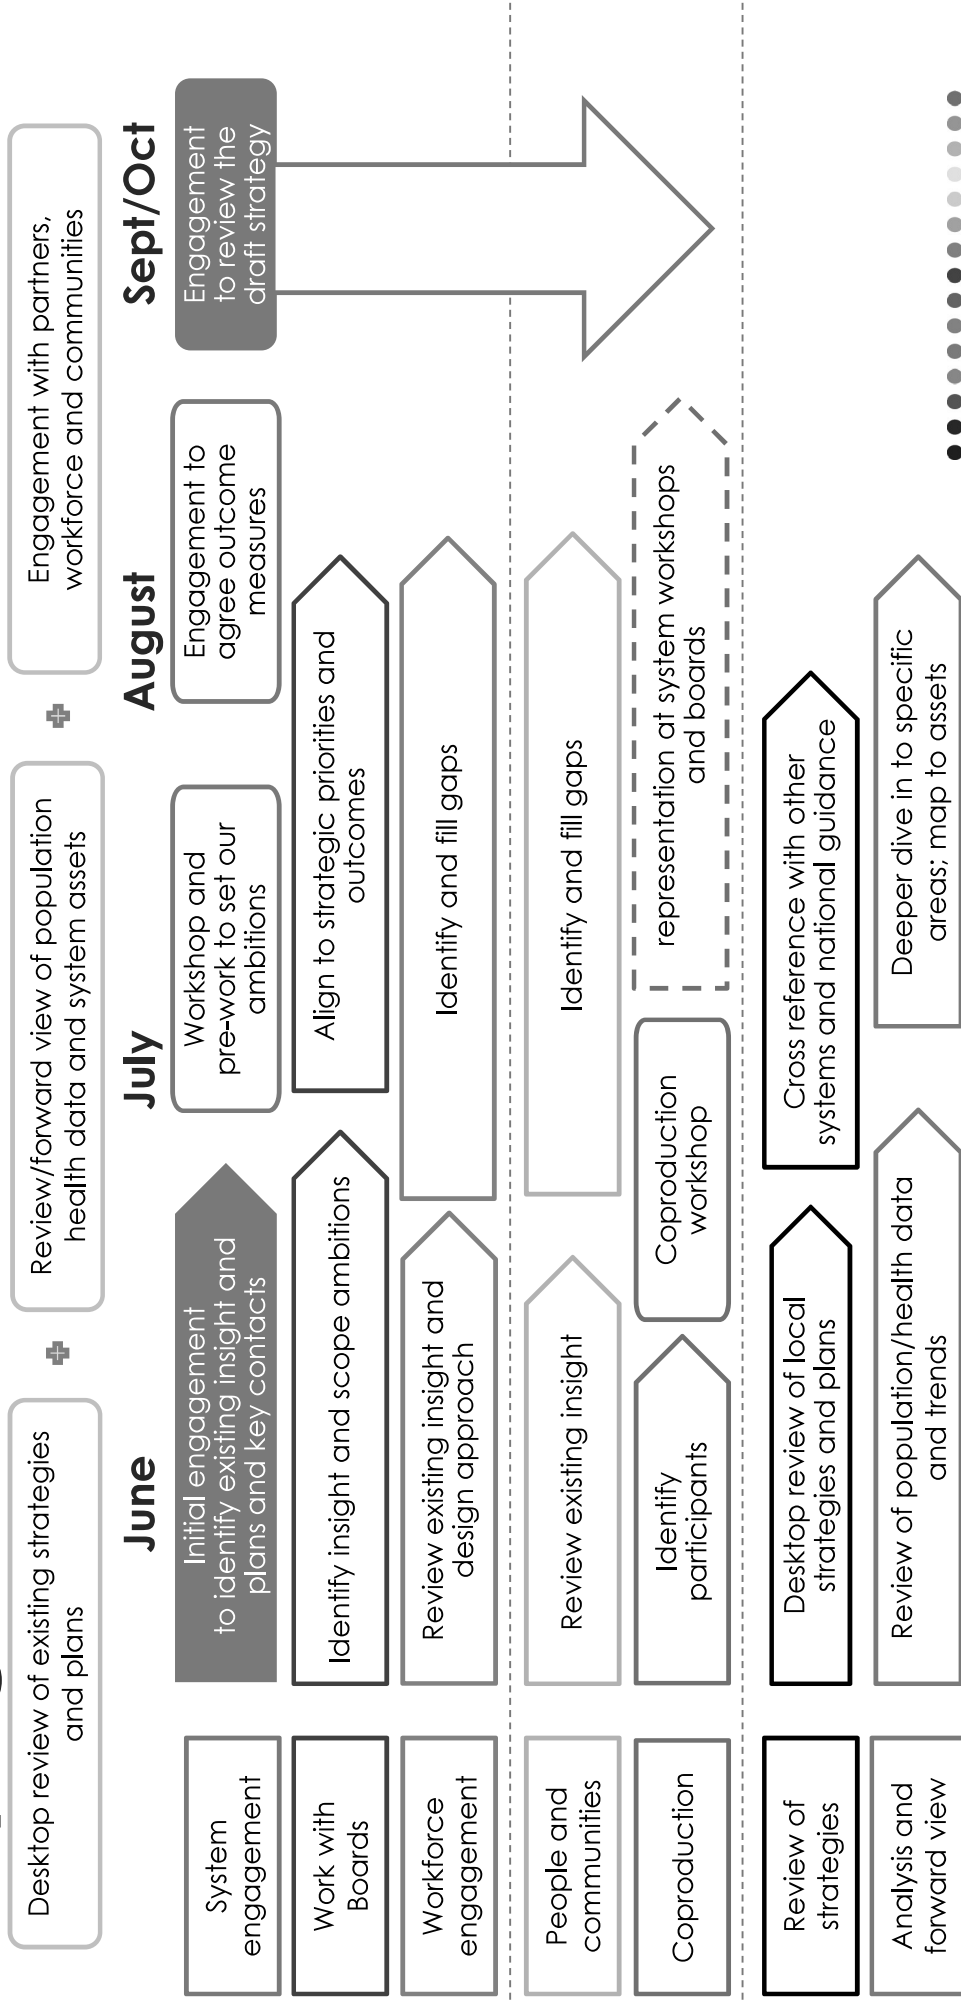 Desktop review of existing strategies
and plans
Review/forward view of population
health data and system assets
Engagement with partners,
workforce and communities
June
July
August
Sept/Oct
System
engagement
Initial engagement
to identify existing insight and
plans and key contacts
Workshop and
pre-work to set our
ambitions
Engagement to
agree outcome
measures
Engagement
to review the
draft strategy
Work with
Boards
Identify insight and scope ambitions
Align to strategic priorities and
outcomes
Workforce
engagement
Review existing insight and
design approach
Identify and fill gaps
People and
communities
Review existing insight
Identify and fill gaps
Coproduction
Identify
participants
Coproduction
workshop
representation at system workshops
and boards
Review of
strategies
Desktop review of local
strategies and plans
Cross reference with other
systems and national guidance
Analysis and
forward view
Review of population/health data
and trends
Deeper dive in to specific
areas; map to assets